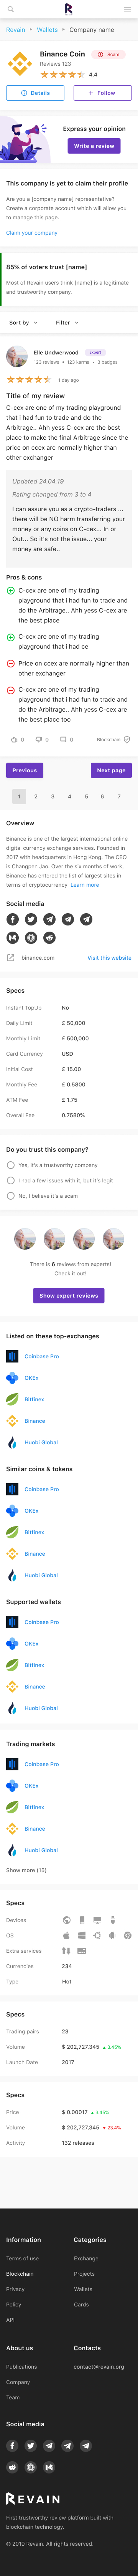 Revain • Wallets • Company name
Binance Coin
Scam
Reviews 123
4,4
Details
Follow
Express your opinion
Write a review
This company is yet to claim their profile
Are you a [company name] representative?
Create a corporate account claim will allow you
to manage this page.
Claim your company
85% of voters trust [name]
Most of Revain users think [name] is a legitimate
and trustworthy company.
Sort by
Filter
Elle Underwerood
Expert
123 reviews • 123 karma • 3 badges
1 day ago
Title of my review
C-cex are one of my trading playground
that i had fun to trade and do the
Arbitrage.. Ahh yess C-cex are the best
place to make the final Arbitrage since the
price on ccex are normally higher than
other exchanger
Updated 24.04.19
Rating changed from 3 to 4
I can assure you as a crypto-traders ...
there will be NO harm transferring your
money or any coins on C-cex... In or
Out... So it's not the issue... your
money are safe..
Pros & cons
C-cex are one of my trading
playground that i had fun to trade and
do the Arbitrage.. Ahh yess C-cex are
the best place
C-cex are one of my trading
playground that i had ce
Price on ccex are normally higher than
other exchanger
C-cex are one of my trading
playground that i had fun to trade and
do the Arbitrage.. Ahh yess C-cex are
the best place too
0
0
0
Blockchain
Previous
Next page
1 2 3 4 5 6 7
Overview
Binance is one of the largest international online
digital currency exchange services. Founded in
2017 with headquarters in Hong Kong. The CEO
is Changpen Jao. Over the six months of work,
the project has entered the list of largest in
terms of cryptocurrency Learn more
Social media
binance.com
Visit this website
Specs
Instant TopUp No
Daily Limit £ 50,000
Monthly Limit £ 500,000
Card Currency USD
Initial Cost £ 15.00
Monthly Fee £ 0.5800
ATM Fee £ 1.75
Overall Fee 0.7580%
Do you trust this company?
Yes, it's a trustworthy company
I had a few issues with it, but it's legit
No, I believe it's a scam
There is 6 reviews from experts!
Check it out!
Show expert reviews
Listed on these top-exchanges
Coinbase Pro
OKEx
Bitfinex
Binance
Huobi Global
Similar coins & tokens
Coinbase Pro
OKEx
Bitfinex
Binance
Huobi Global
Supported wallets
Coinbase Pro
OKEx
Bitfinex
Binance
Huobi Global
Trading markets
Coinbase Pro
OKEx
Bitfinex
Binance
Huobi Global
Show more (15)
Specs
Devices
OS
Extra services
Currencies 234
Type Hot
Specs
Trading pairs 23
Volume $ 202,727,345 ▲ 3.45%
Launch Date 2017
Specs
Price $ 0.00017 ▲ 3.45%
Volume $ 202,727,345 ▼ 23.4%
Activity 132 releases
Information
Categories
Terms of use
Exchange
Blockchain
Projects
Privacy
Wallets
Policy
Cards
API
About us
Contacts
Publications
contact@revain.org
Company
Team
Social media
REVAIN
First trustworthy review platform built with
blockchain technology.
© 2019 Revain. All rights reserved.